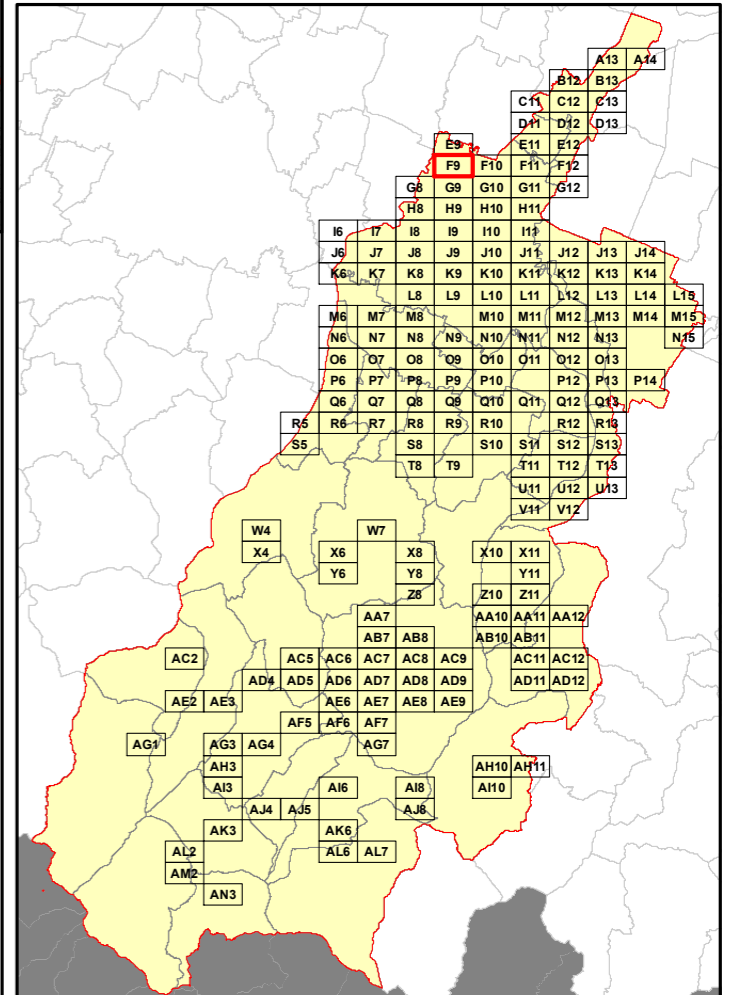 A13 A14
B12 B13
C11 C12 C13
D11 D12 D13
E9 E11 E12
F9 F10 F11 F12
G8 G9 G10 G11 G12
H8 H9 H10 H11
I6 I7 I8 I9 I10 I11
J6 J7 J8 J9 J10 J11 J12 J13 J14
K6 K7 K8 K9 K10 K11 K12 K13 K14
L8 L9 L10 L11 L12 L13 L14 L15
M6 M7 M8 M10 M11 M12 M13 M14 M15
N6 N7 N8 N9 N10 N11 N12 N13 N15
O6 O7 O8 O9 O10 O11 O12 O13
P6 P7 P8 P9 P10 P12 P13 P14
Q6 Q7 Q8 Q9 Q10 Q11 Q12 Q13
R5 R6 R7 R8 R9 R10 R12 R13
S5 S8 S10 S11 S12 S13
T8 T9 T11 T12 T13
U11 U12 U13
V11 V12
W4 W7
X4 X6 X8 X10 X11
Y6 Y8 Y11
Z8 Z10 Z11
AA7 AA10 AA11 AA12
AB7 AB8 AB10 AB11
AC2 AC5 AC6 AC7 AC8 AC9 AC11 AC12
AD4 AD5 AD6 AD7 AD8 AD9 AD11 AD12
AE2 AE3 AE6 AE7 AE8 AE9
AF5 AF6 AF7
AG1 AG3 AG4 AG7
AH3 AH10 AH11
AI3 AI6 AI8 AI10
AJ4 AJ5 AJ8
AK3 AK6
AL2 AL6 AL7
AM2
AN3